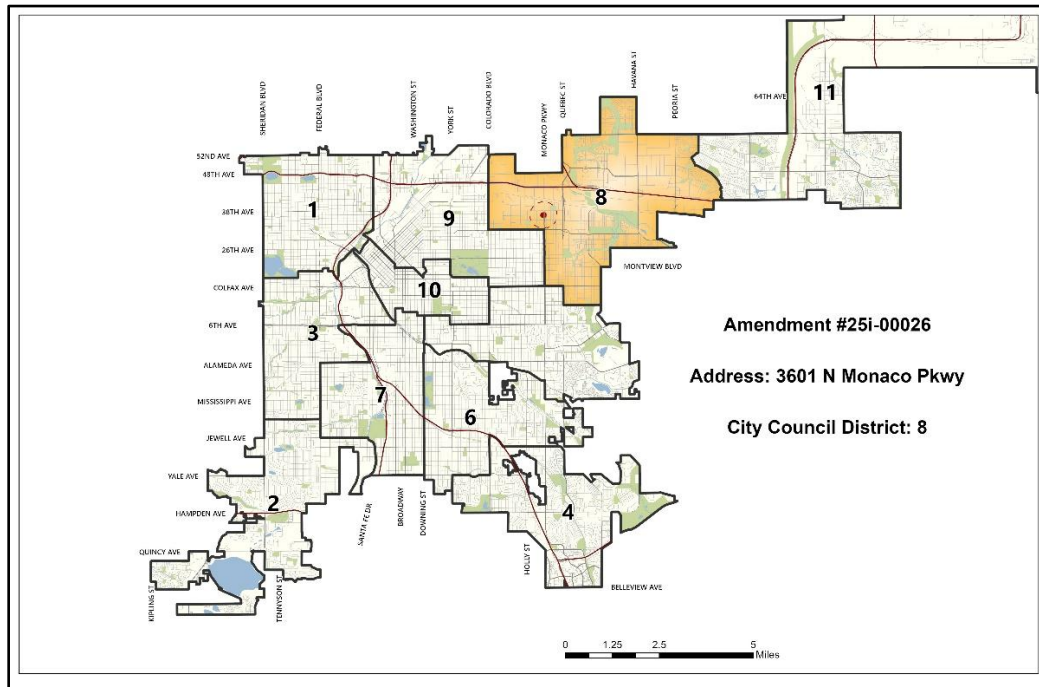 SHERIDAN BLVD
FEDERAL BLVD
WASHINGTON ST
YORK ST
COLORADO BLVD
MONACO PKWY
QUEBEC ST
HAVANA ST
PEORIA ST
64TH AVE
11
52ND AVE
48TH AVE
38TH AVE
26TH AVE
COLFAX AVE
6TH AVE
ALAMEDA AVE
MISSISSIPPI AVE
JEWELL AVE
YALE AVE
HAMPDEN AVE
QUINCY AVE
1
9
8
10
3
7
6
2
4
MONTVIEW BLVD
Amendment #25i-00026
Address: 3601 N Monaco Pkwy
City Council District: 8
SANTA FE DR
BROADWAY
DOWNING ST
HOLLY ST
BELLEVIEW AVE
KIPLING ST
TENNYSON ST
0 1.25 2.5 5
Miles